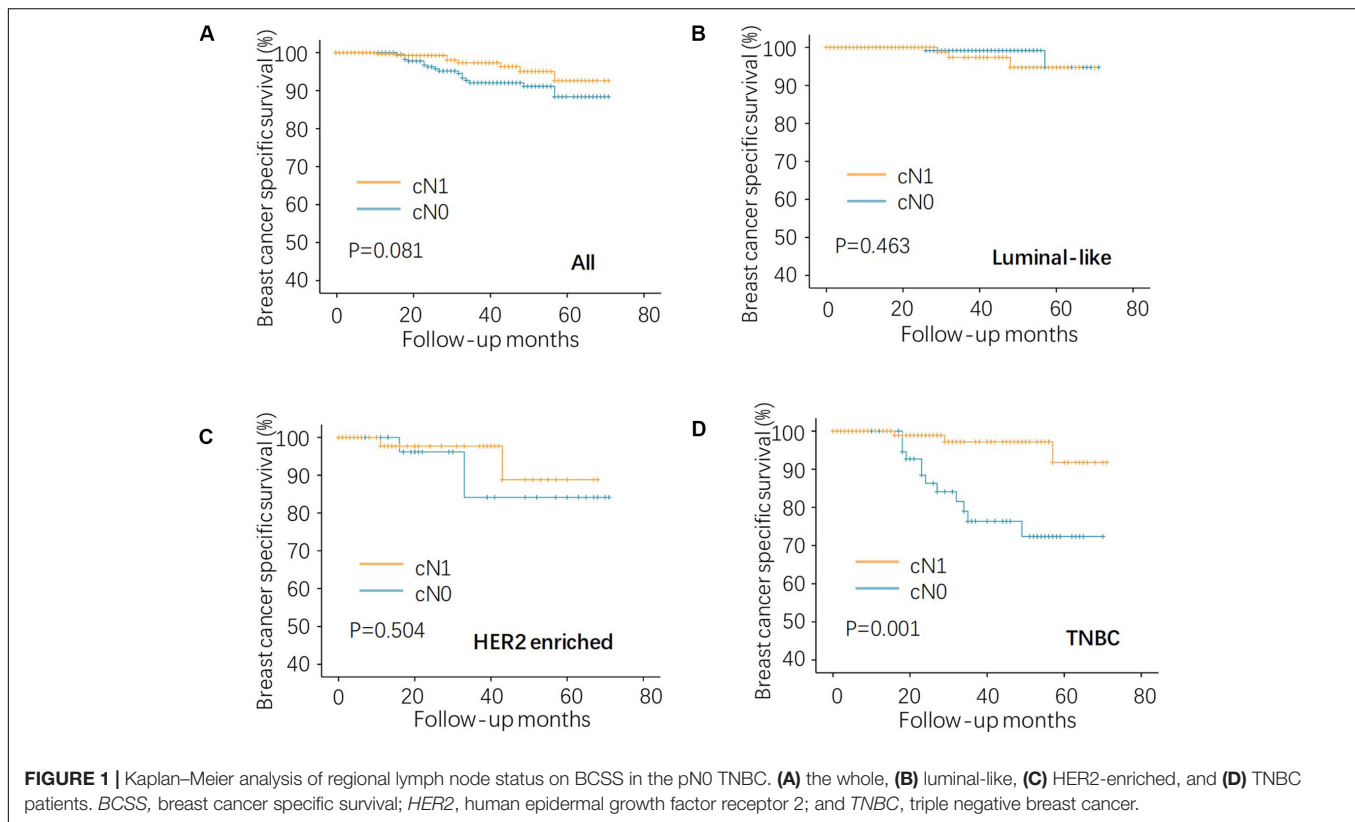 A
Breast cancer specific survival (%)
100
90
80
70
60
50
40
cN1
cN0
P=0.081
All
0
20
40
60
80
Follow-up months
B
Breast cancer specific survival (%)
100
90
80
70
60
50
40
cN1
cN0
P=0.463
Luminal-like
0
20
40
60
80
Follow-up months
C
Breast cancer specific survival (%)
100
90
80
70
60
50
40
cN1
cN0
P=0.504
HER2 enriched
0
20
40
60
80
Follow-up months
D
Breast cancer specific survival (%)
100
90
80
70
60
50
40
cN1
cN0
P=0.001
TNBC
0
20
40
60
80
Follow-up months
FIGURE 1 | Kaplan–Meier analysis of regional lymph node status on BCSS in the pN0 TNBC. (A) the whole, (B) luminal-like, (C) HER2-enriched, and (D) TNBC
patients. BCSS, breast cancer specific survival; HER2, human epidermal growth factor receptor 2; and TNBC, triple negative breast cancer.